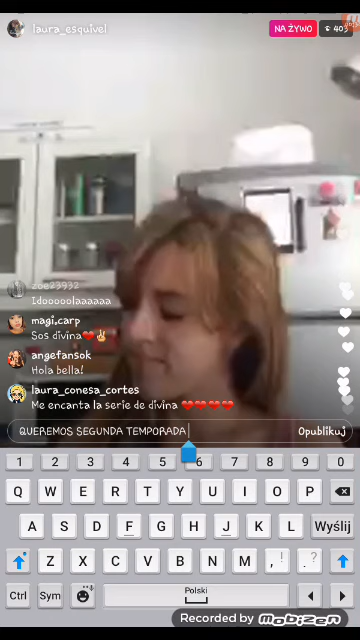 laura_esquivel
NA ŻYWO
403
zoe23932
Idooooolaaaaaa
magi,carp
Sos divina❤️✌️
angefansok
Hola bella!
laura_conesa_cortes
Me encanta la serie de divina ❤️❤️❤️❤️
QUEREMOS SEGUNDA TEMPORADA
Opublikuj
1 2 3 4 5 6 7 8 9 0
Q W E R T Y U I O P
A S D F G H J K L Wyślij
Z X C V B N M , ! . ?
Ctrl Sym Polski
Recorded by MOBIZEN